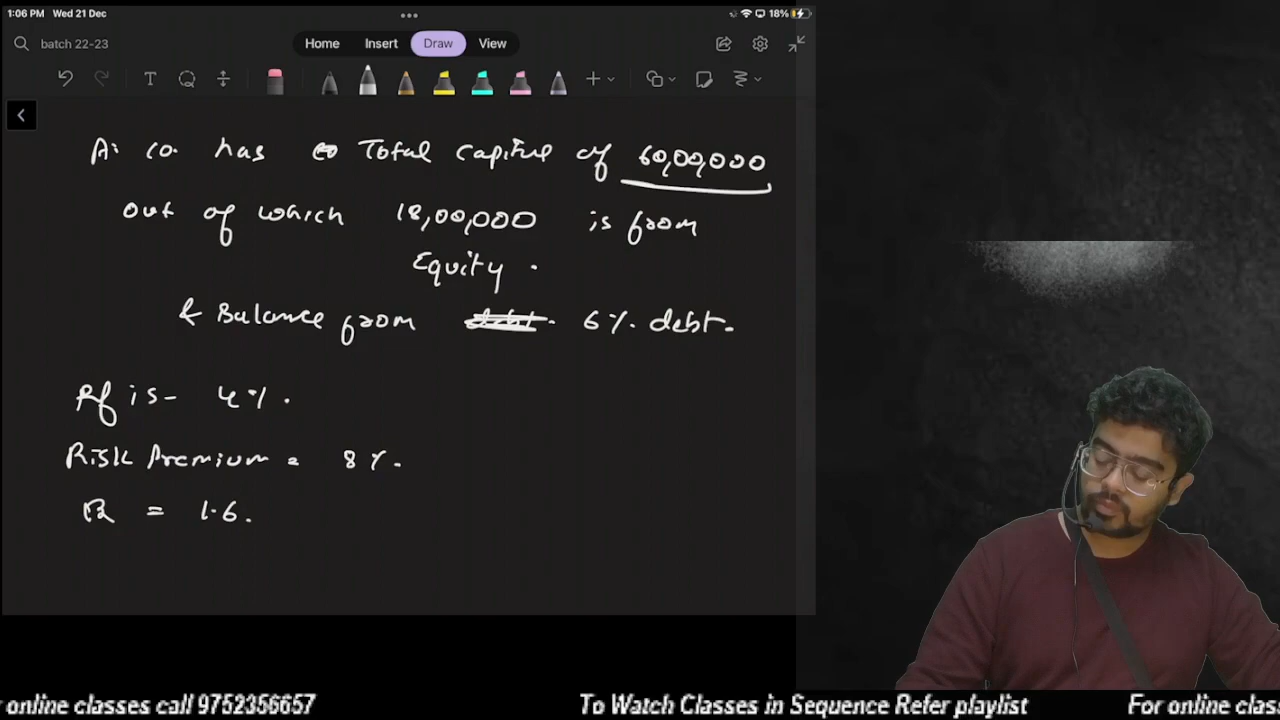 1:06 PM Wed 21 Dec
18%
batch 22-23
Home Insert Draw View
A: co. has Total capital of 60,00,000
out of which 18,00,000 is from
Equity.
& Balance from debt. 6%. debt.
Rf is - 4%.
Risk Premium = 8%.
B = 1.6.
r online classes call 9752356657 To Watch Classes in Sequence Refer playlist For online clas